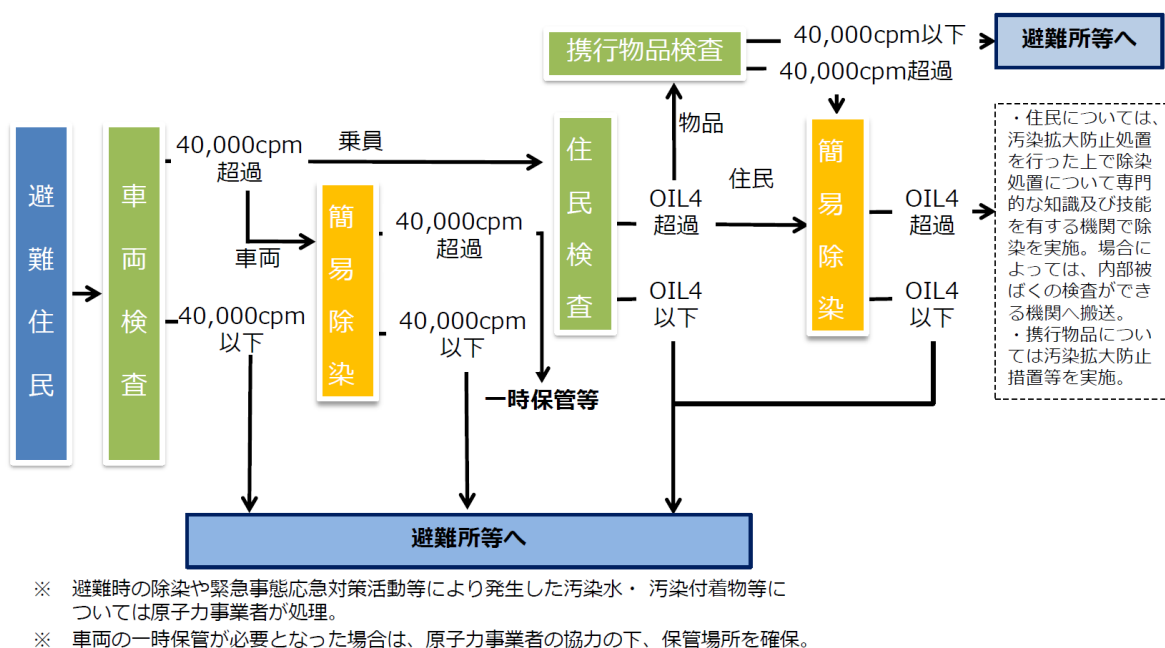 避難住民
車両検査
40,000cpm
超過
乗員
車両
40,000cpm
以下
簡易除染
40,000cpm
超過
40,000cpm
以下
一時保管等
住民検査
物品
携行物品検査
40,000cpm以下
40,000cpm超過
避難所等へ
OIL4
超過
住民
OIL4
以下
簡易除染
OIL4
超過
OIL4
以下
・住民については、
汚染拡大防止処置
を行った上で除染
処置について専門
的な知識及び技能
を有する機関で除
染を実施。場合に
よっては、内部被
ばくの検査ができ
る機関へ搬送。
・携行物品につい
ては汚染拡大防止
措置等を実施。
避難所等へ
※ 避難時の除染や緊急事態応急対策活動等により発生した汚染水・ 汚染付着物等に
ついては原子力事業者が処理。
※ 車両の一時保管が必要となった場合は、原子力事業者の協力の下、保管場所を確保。